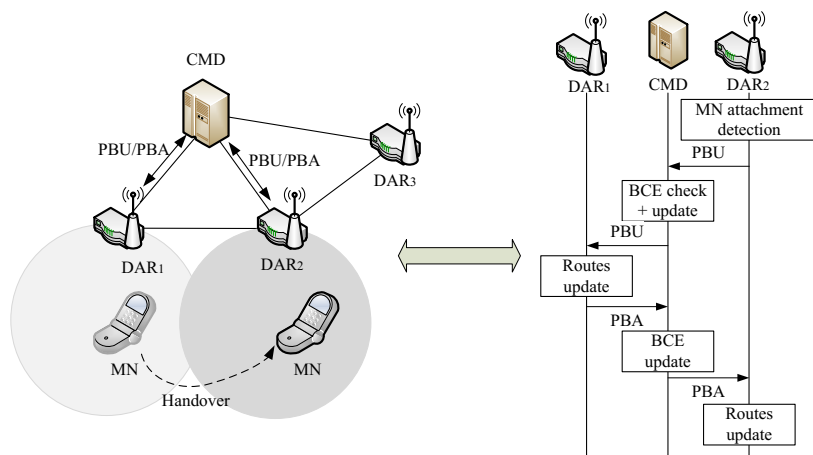 CMD
PBU/PBA
PBU/PBA
DAR3
DAR1
DAR2
MN
MN
Handover
DAR1
CMD
DAR2
MN attachment
detection
PBU
BCE check
+ update
PBU
Routes
update
PBA
BCE
update
PBA
Routes
update